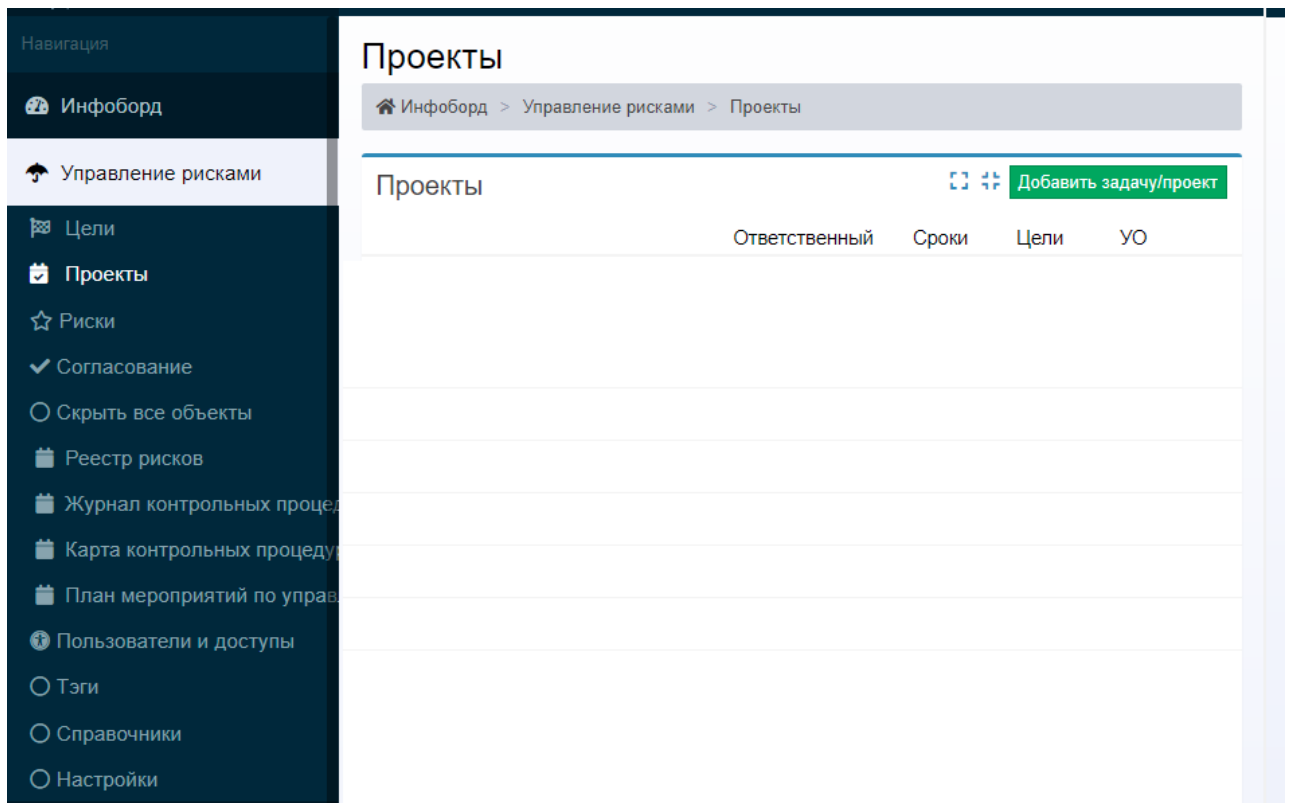 Навигация
Инфоборд
Управление рисками
Цели
Проекты
Риски
Согласование
Скрыть все объекты
Реестр рисков
Журнал контрольных процед
Карта контрольных процедур
План мероприятий по управ
Пользователи и доступы
Тэги
Справочники
Настройки
Проекты
Инфоборд > Управление рисками > Проекты
Проекты Добавить задачу/проект
Ответственный Сроки Цели УО